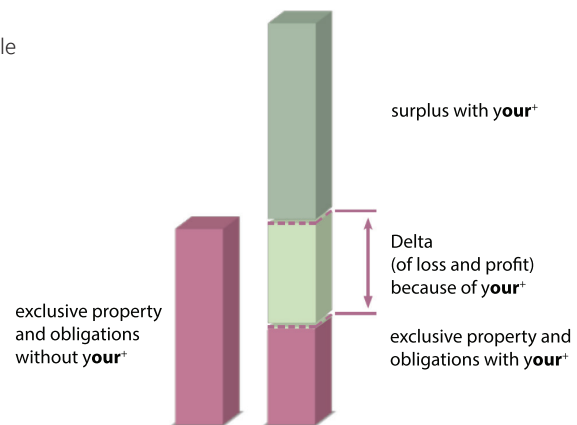 le
surplus with your⁺
Delta
(of loss and profit)
because of your⁺
exclusive property
and obligations
without your⁺
exclusive property and
obligations with your⁺